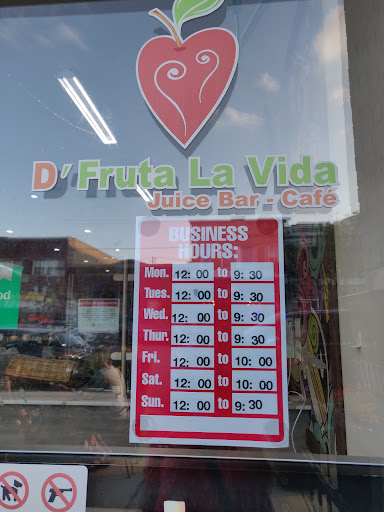 D' Fruta La Vida
Juice Bar - Café
BUSINESS
HOURS:
Mon. 12:00 to 9:30
Tues. 12:00 to 9:30
Wed. 12:00 to 9:30
Thur. 12:00 to 9:30
Fri. 12:00 to 10:00
Sat. 12:00 to 10:00
Sun. 12:00 to 9:30
od